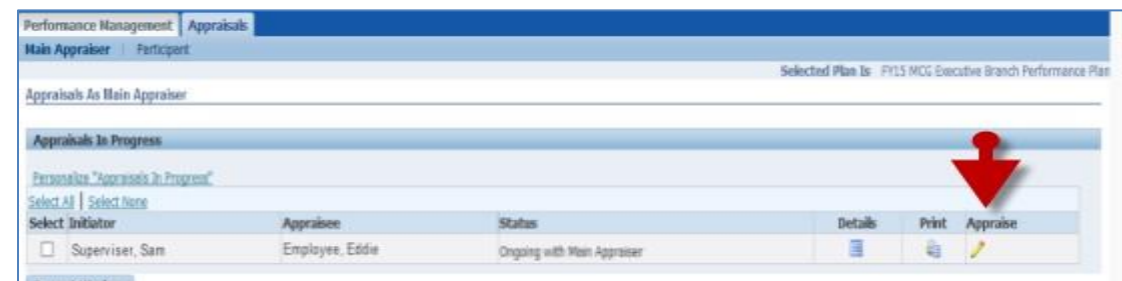 Performance Management Appraisals
Main Appraiser | Participant
Selected Plan Is FY15 MCG Executive Branch Performance Plan
Appraisals As Main Appraiser
Appraisals In Progress
Personalize "Appraisals In Progress"
Select All | Select None
Select Initiator Appraisee Status Details Print Appraise
Superviser, Sam Employee, Eddie Ongoing with Main Appraiser